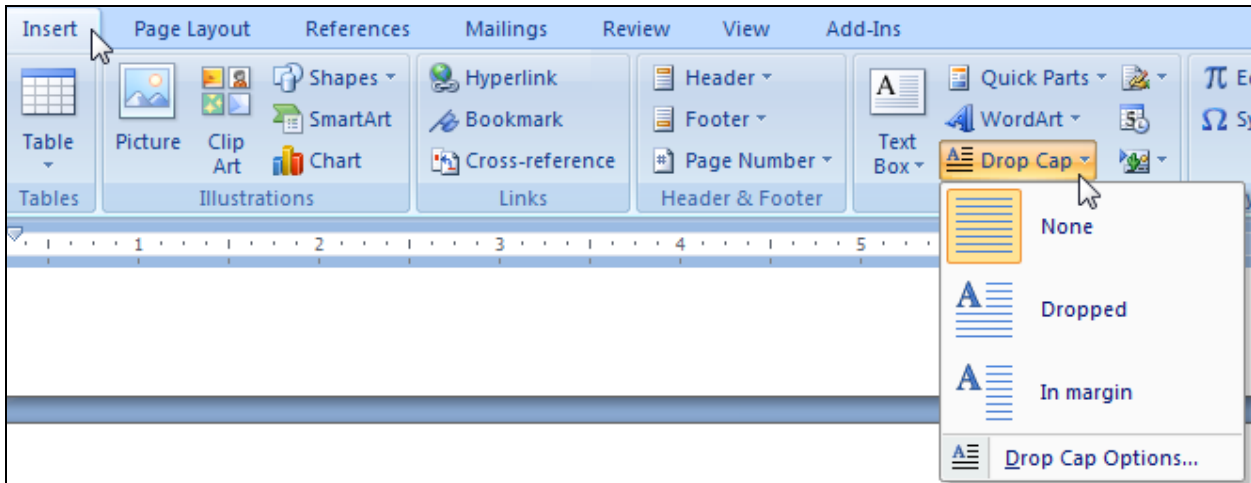 Insert Page Layout References Mailings Review View Add-Ins
Table
Tables
Picture
Clip Art
Shapes
SmartArt
Chart
Illustrations
Hyperlink
Bookmark
Cross-reference
Links
Header
Footer
Page Number
Header & Footer
A
Text Box
Quick Parts
WordArt
Drop Cap
π
Ω
1 2 3 4 5
None
Dropped
In margin
Drop Cap Options...